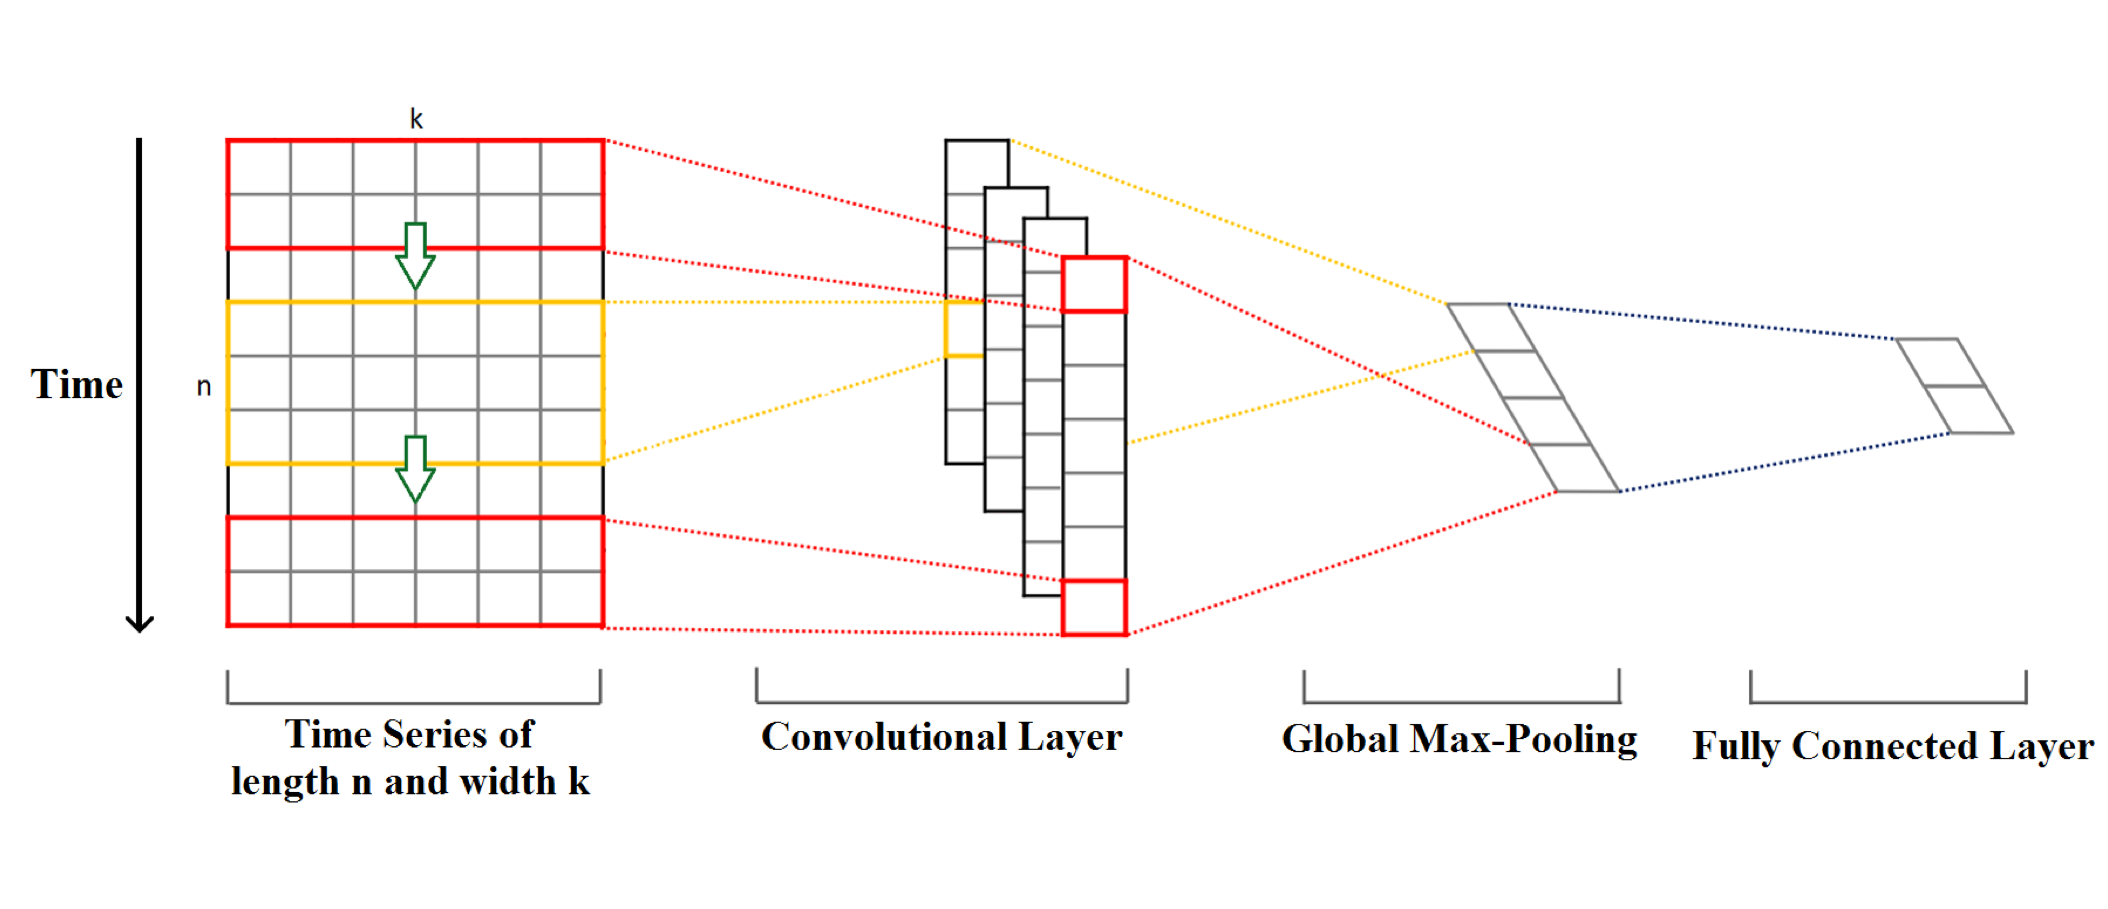 k
Time
n
Time Series of
length n and width k
Convolutional Layer
Global Max-Pooling
Fully Connected Layer